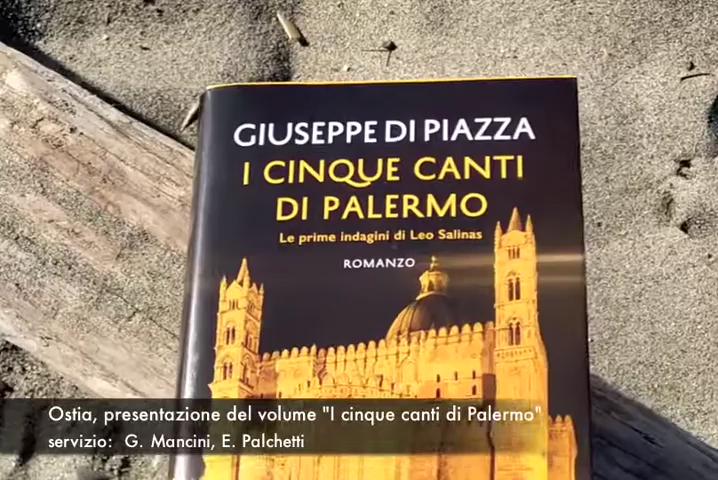 GIUSEPPE DI PIAZZA
I CINQUE CANTI
DI PALERMO
Le prime indagini di Leo Salinas
ROMANZO
Ostia, presentazione del volume "I cinque canti di Palermo"
servizio: G. Mancini, E. Palchetti